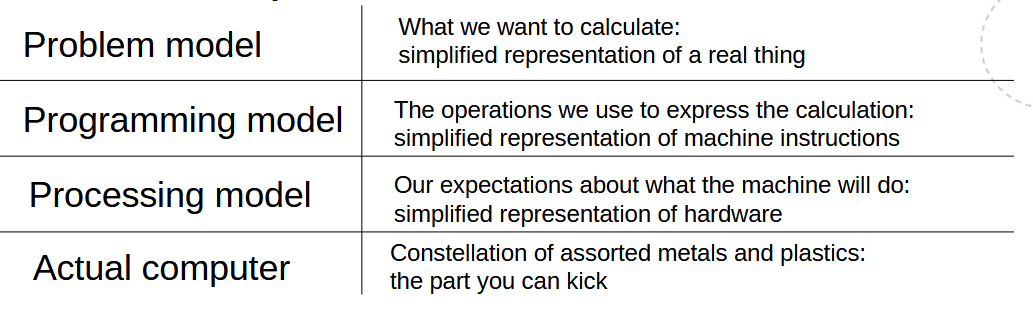 Problem model
What we want to calculate:
simplified representation of a real thing
Programming model
The operations we use to express the calculation:
simplified representation of machine instructions
Processing model
Our expectations about what the machine will do:
simplified representation of hardware
Actual computer
Constellation of assorted metals and plastics:
the part you can kick